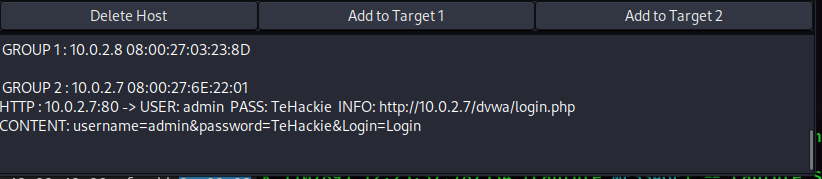 Delete Host Add to Target 1 Add to Target 2
GROUP 1 : 10.0.2.8 08:00:27:03:23:8D
GROUP 2 : 10.0.2.7 08:00:27:6E:22:01
HTTP : 10.0.2.7:80 -> USER: admin PASS: TeHackie INFO: http://10.0.2.7/dvwa/login.php
CONTENT: username=admin&password=TeHackie&Login=Login